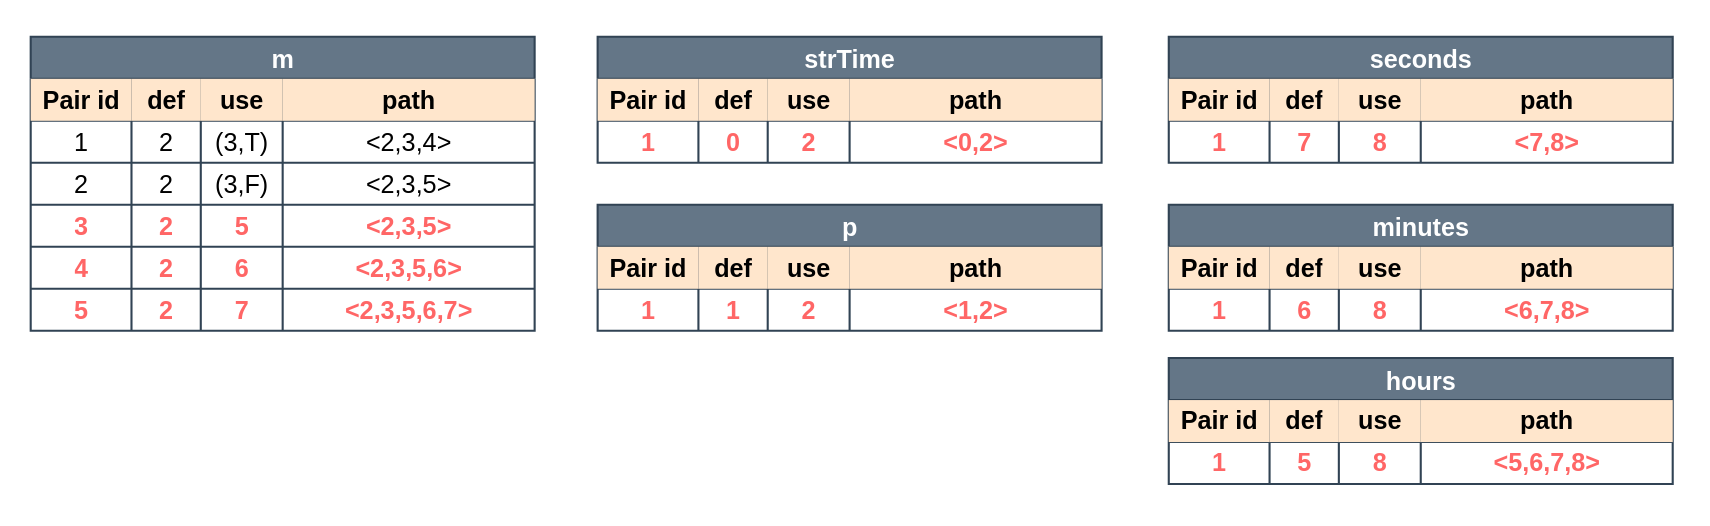 m
Pair id def use path
1 2 (3,T) <2,3,4>
2 2 (3,F) <2,3,5>
3 2 5 <2,3,5>
4 2 6 <2,3,5,6>
5 2 7 <2,3,5,6,7>
strTime
Pair id def use path
1 0 2 <0,2>
p
Pair id def use path
1 1 2 <1,2>
seconds
Pair id def use path
1 7 8 <7,8>
minutes
Pair id def use path
1 6 8 <6,7,8>
hours
Pair id def use path
1 5 8 <5,6,7,8>